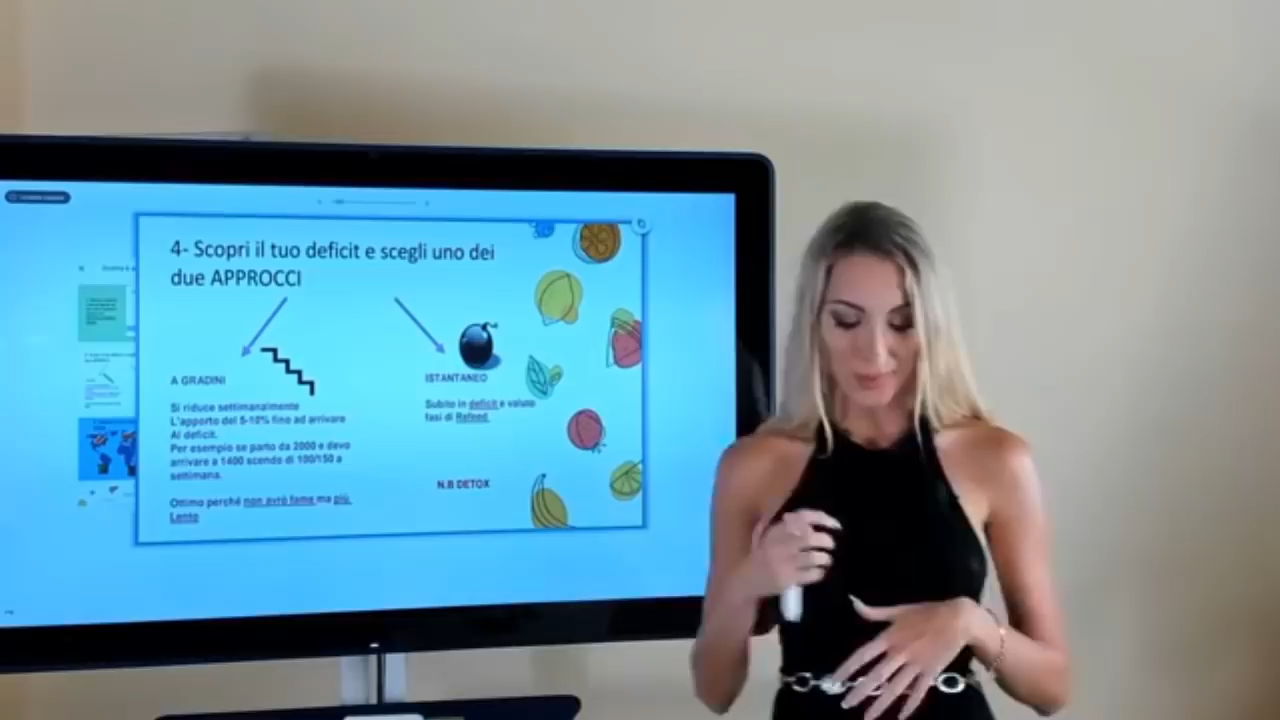 4- Scopri il tuo deficit e scegli uno dei
due APPROCCI
A GRADINI
Si riduce settimanalmente
L'apporto del 5-10% fino ad arrivare
Al deficit.
Per esempio se parto da 2000 e devo
arrivare a 1400 scendo di 100/150 a
settimana.
Ottimo perché non avrò fame ma più
Lento
ISTANTANEO
Subito in deficit e valuto
fasi di Refeed
N.B DETOX